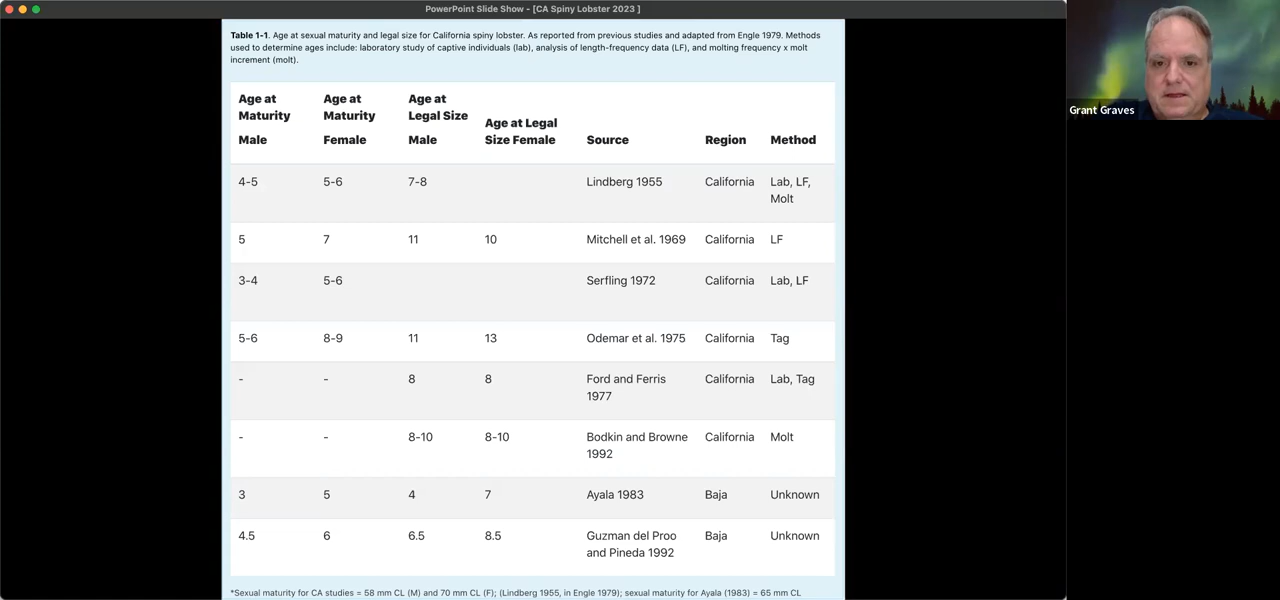 PowerPoint Slide Show - [CA Spiny Lobster 2023 ]
Table 1-1. Age at sexual maturity and legal size for California spiny lobster. As reported from previous studies and adapted from Engle 1979. Methods
used to determine ages include: laboratory study of captive individuals (lab), analysis of length-frequency data (LF), and molting frequency x molt
increment (molt).
Age at Maturity Male | Age at Maturity Female | Age at Legal Size Male | Age at Legal Size Female | Source | Region | Method
4-5 | 5-6 | 7-8 | | Lindberg 1955 | California | Lab, LF, Molt
5 | 7 | 11 | 10 | Mitchell et al. 1969 | California | LF
3-4 | 5-6 | | | Serfling 1972 | California | Lab, LF
5-6 | 8-9 | 11 | 13 | Odemar et al. 1975 | California | Tag
- | - | 8 | 8 | Ford and Ferris 1977 | California | Lab, Tag
- | - | 8-10 | 8-10 | Bodkin and Browne 1992 | California | Molt
3 | 5 | 4 | 7 | Ayala 1983 | Baja | Unknown
4.5 | 6 | 6.5 | 8.5 | Guzman del Proo and Pineda 1992 | Baja | Unknown
*Sexual maturity for CA studies = 58 mm CL (M) and 70 mm CL (F); (Lindberg 1955, in Engle 1979); sexual maturity for Ayala (1983) = 65 mm CL
Grant Graves